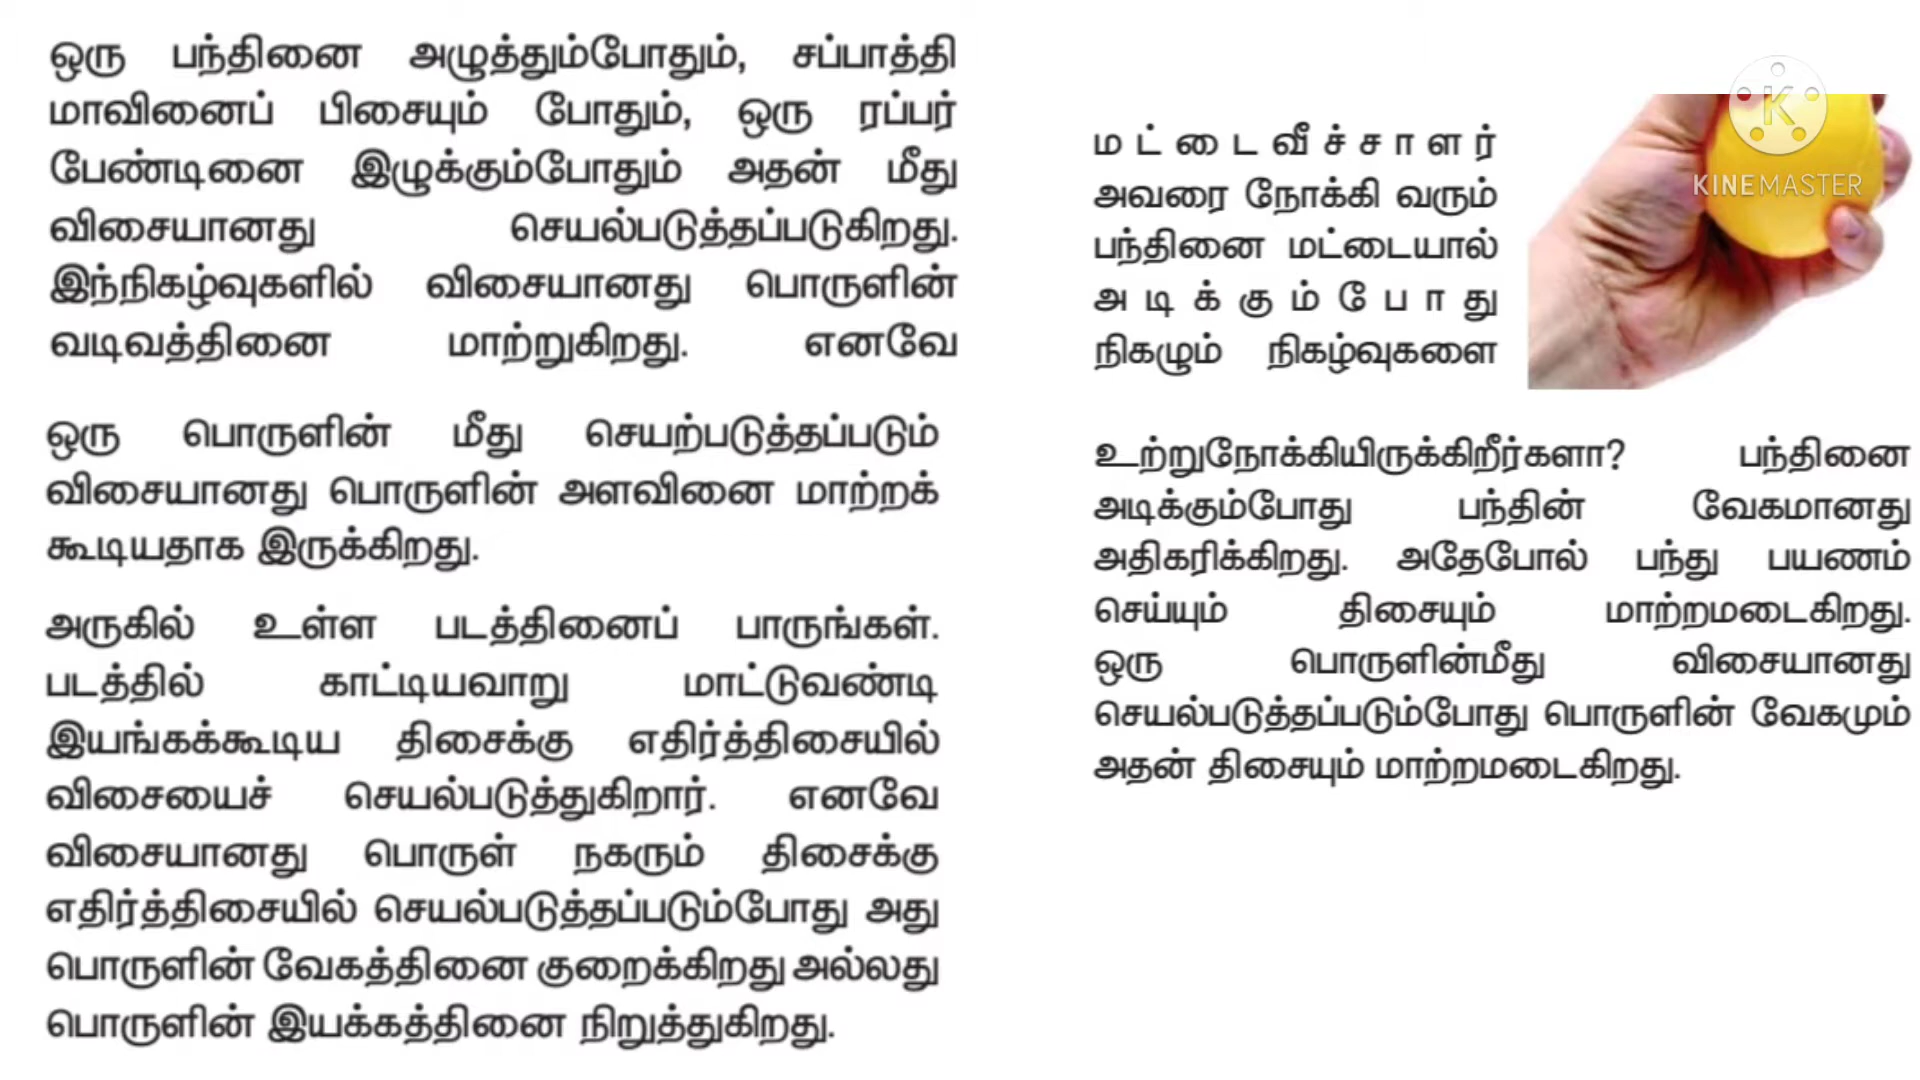 ஒரு பந்தினை அழுத்தும்போதும், சப்பாத்தி
மாவினைப் பிசையும் போதும், ஒரு ரப்பர்
பேண்டினை இழுக்கும்போதும் அதன் மீது
விசையானது செயல்படுத்தப்படுகிறது.
இந்நிகழ்வுகளில் விசையானது பொருளின்
வடிவத்தினை மாற்றுகிறது. எனவே
ஒரு பொருளின் மீது செயற்படுத்தப்படும்
விசையானது பொருளின் அளவினை மாற்றக்
கூடியதாக இருக்கிறது.
அருகில் உள்ள படத்தினைப் பாருங்கள்.
படத்தில் காட்டியவாறு மாட்டுவண்டி
இயங்கக்கூடிய திசைக்கு எதிர்த்திசையில்
விசையைச் செயல்படுத்துகிறார். எனவே
விசையானது பொருள் நகரும் திசைக்கு
எதிர்த்திசையில் செயல்படுத்தப்படும்போது அது
பொருளின் வேகத்தினை குறைக்கிறது அல்லது
பொருளின் இயக்கத்தினை நிறுத்துகிறது.
மட்டைவீச்சாளர்
அவரை நோக்கி வரும்
பந்தினை மட்டையால்
அடிக்கும்போது
நிகழும் நிகழ்வுகளை
உற்றுநோக்கியிருக்கிறீர்களா? பந்தினை
அடிக்கும்போது பந்தின் வேகமானது
அதிகரிக்கிறது. அதேபோல் பந்து பயணம்
செய்யும் திசையும் மாற்றமடைகிறது.
ஒரு பொருளின்மீது விசையானது
செயல்படுத்தப்படும்போது பொருளின் வேகமும்
அதன் திசையும் மாற்றமடைகிறது.
K
KINEMASTER